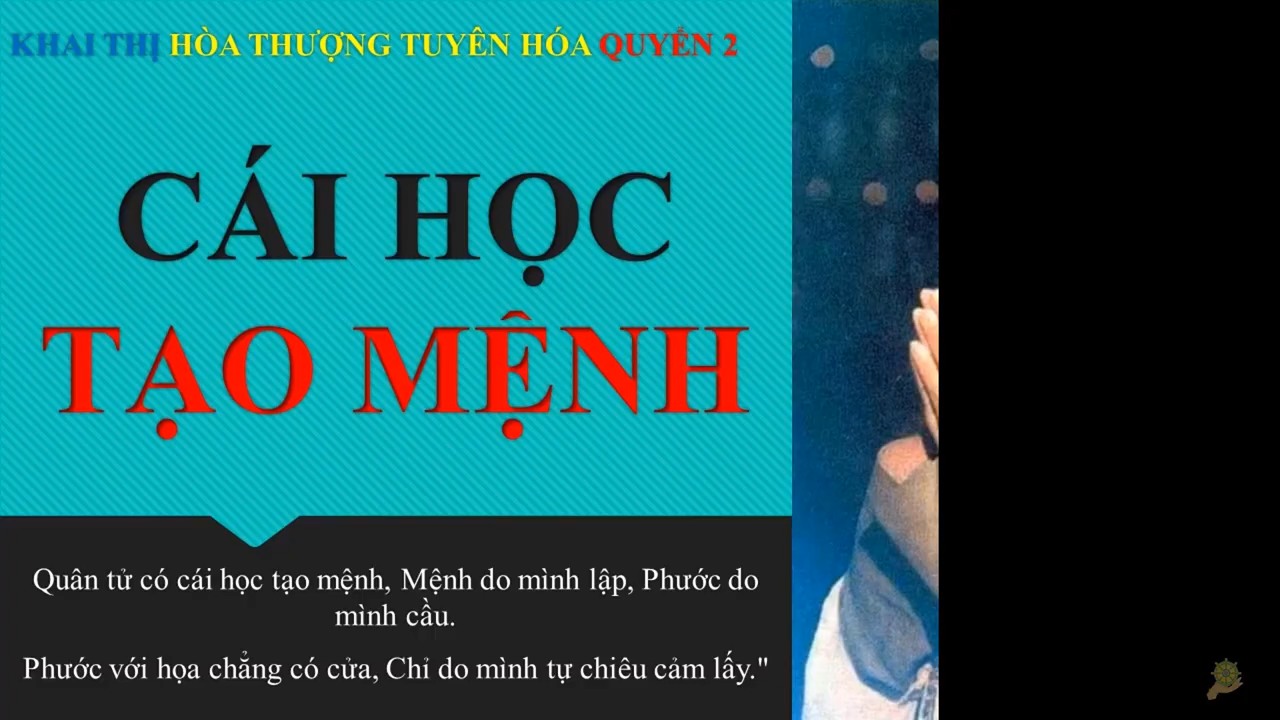 KHAI THỊ HÒA THƯỢNG TUYÊN HÓA QUYỂN 2
CÁI HỌC
TẠO MỆNH
Quân tử có cái học tạo mệnh, Mệnh do mình lập, Phước do
mình cầu.
Phước với họa chẳng có cửa, Chỉ do mình tự chiêu cảm lấy."